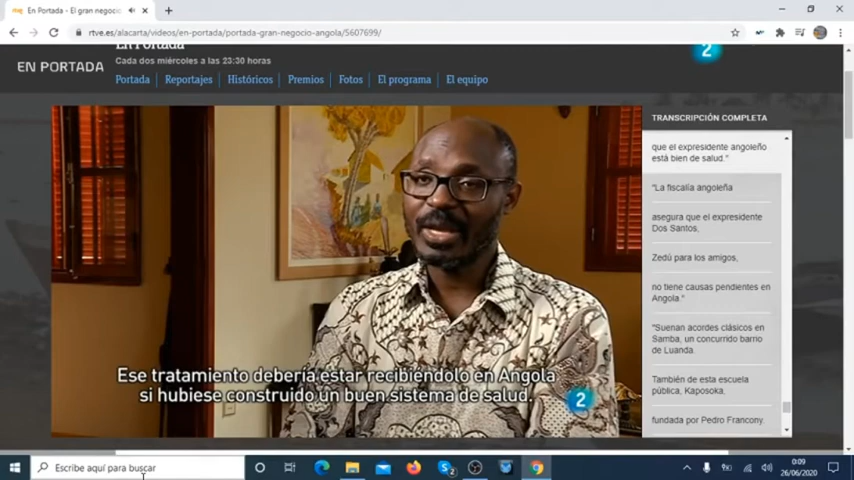 En Portada - El gran negocio
rtve.es/alacarta/videos/en-portada/portada-gran-negocio-angola/5607699/
En Portada
Cada dos miércoles a las 23:30 horas
EN PORTADA
Portada
Reportajes
Históricos
Premios
Fotos
El programa
El equipo
2
TRANSCRIPCIÓN COMPLETA
que el expresidente angoleño
está bien de salud."
"La fiscalía angoleña
asegura que el expresidente
Dos Santos,
Zedú para los amigos,
no tiene causas pendientes en
Angola."
"Suenan acordes clásicos en
Samba, un concurrido barrio
de Luanda.
También de esta escuela
pública, Kaposoka,
fundada por Pedro Francony.
Ese tratamiento debería estar recibiéndolo en Angola
si hubiese construido un buen sistema de salud.
2
Escribe aquí para buscar
0:09
26/06/2020